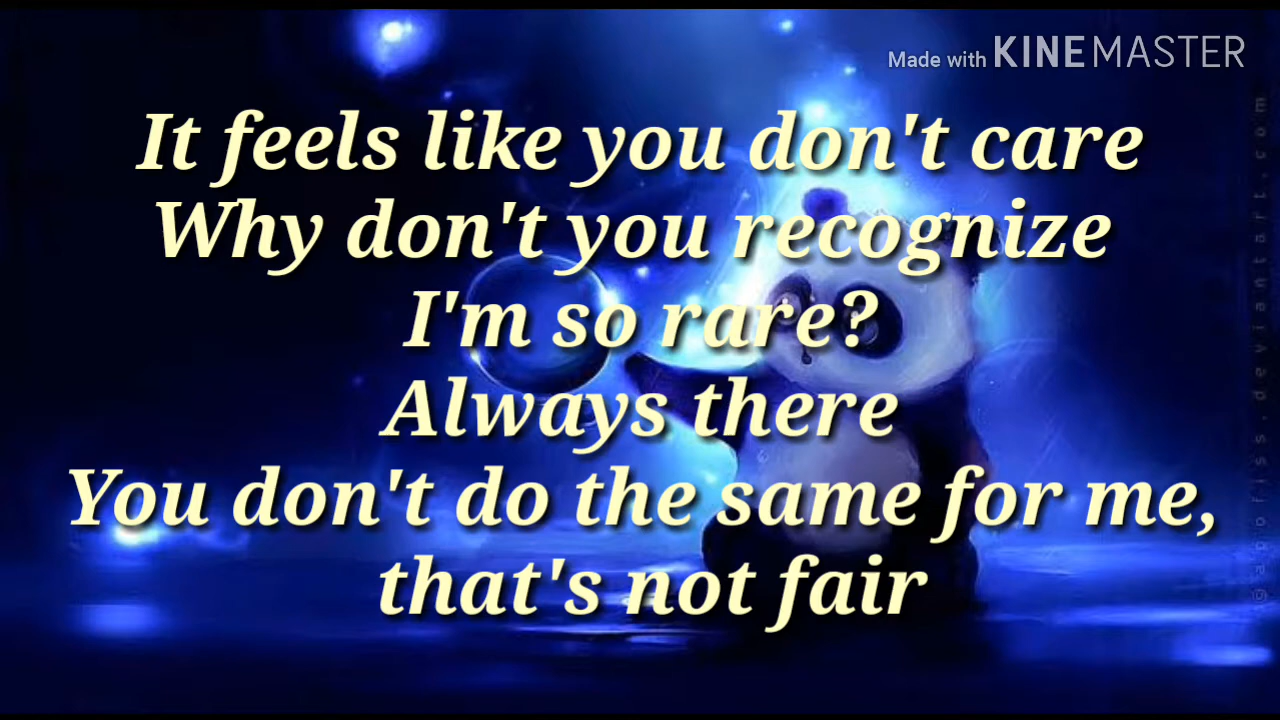 Made with KINEMASTER
It feels like you don't care
Why don't you recognize
I'm so rare?
Always there
You don't do the same for me,
that's not fair